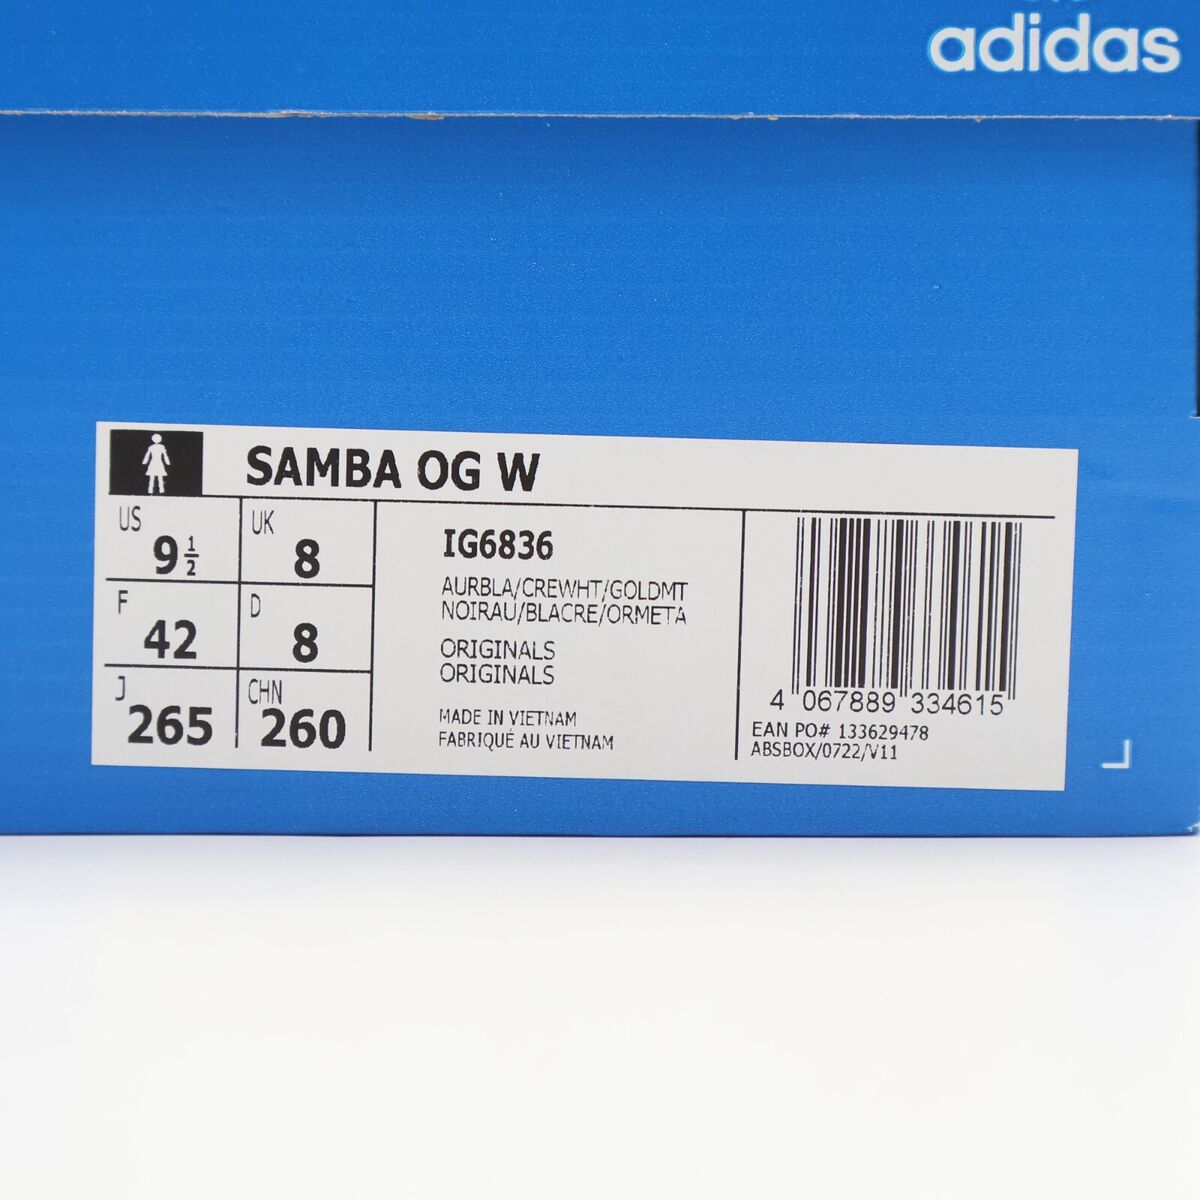 adidas
SAMBA OG W
US 9 1/2
UK 8
F 42
D 8
J 265
CHN 260
IG6836
AURBLA/CREWHT/GOLDMT
NOIRAU/BLACRE/ORMETA
ORIGINALS
ORIGINALS
MADE IN VIETNAM
FABRIQUÉ AU VIETNAM
4 067889 334615
EAN PO# 133629478
ABSBOX/0722/V11